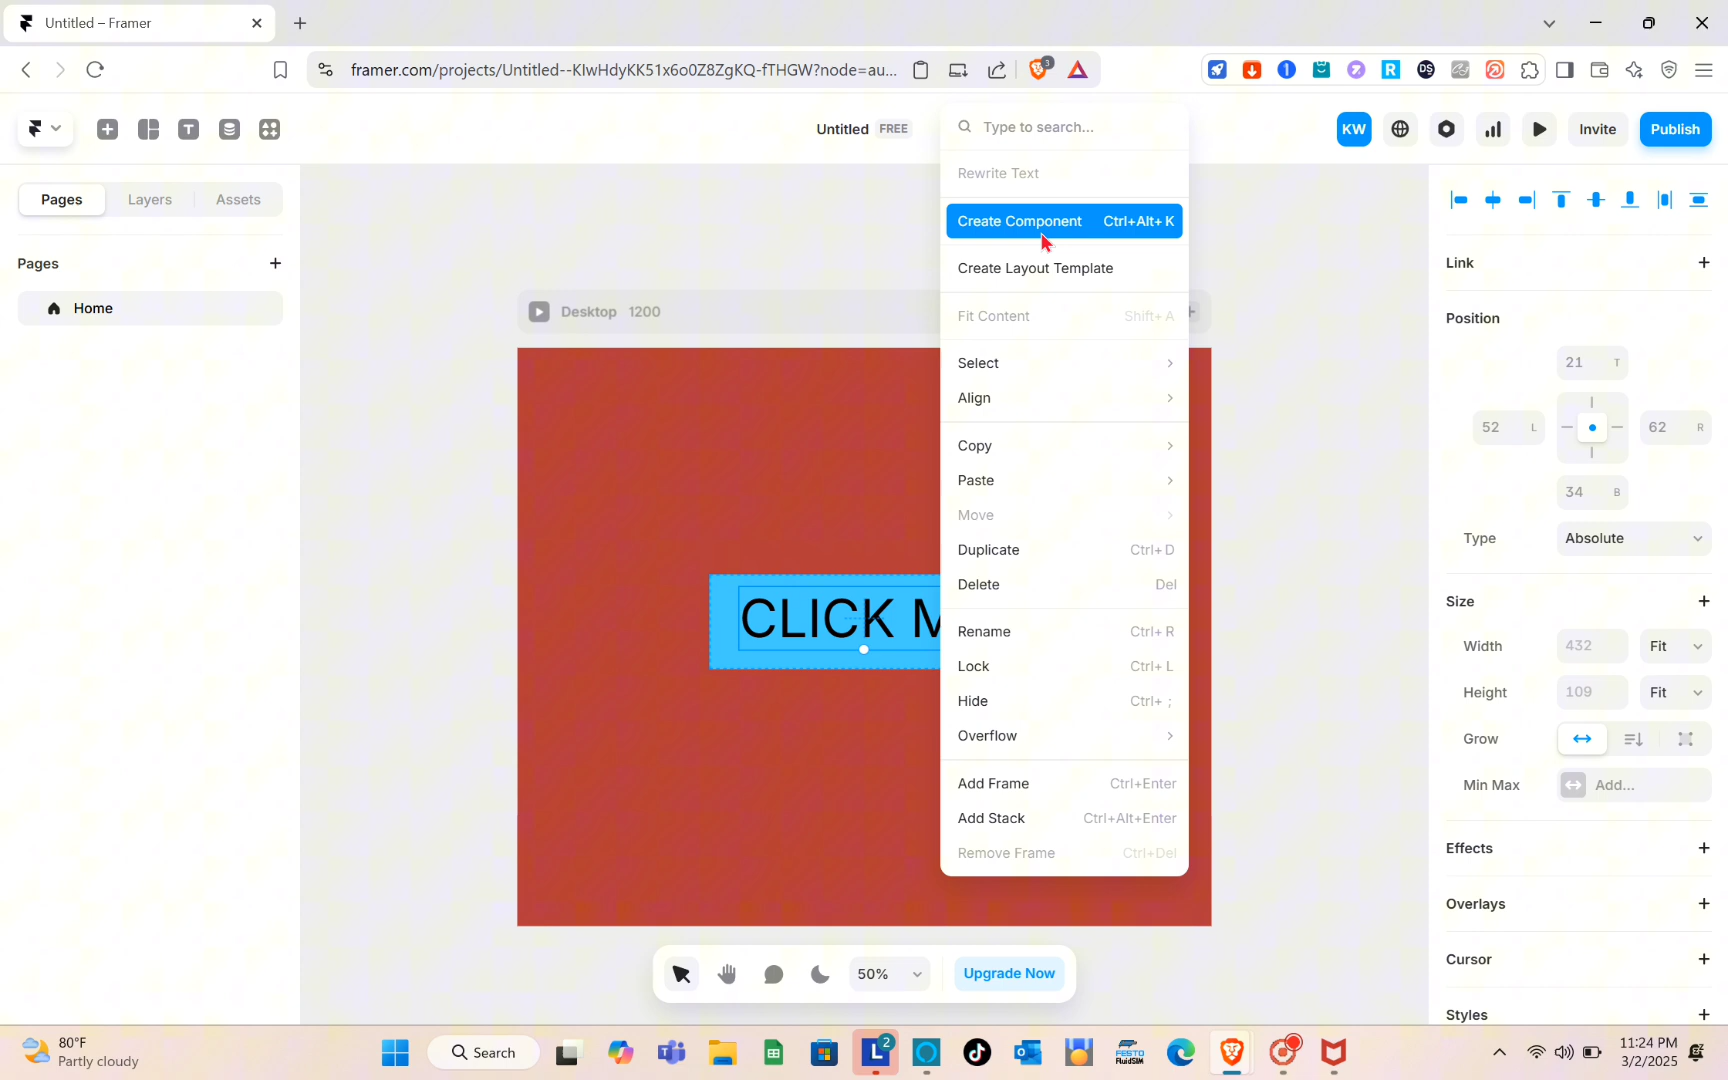 Untitled – Framer
framer.com/projects/Untitled--KlwHdyKK51x6o0Z8ZgKQ-fTHGW?node=au...
3
Untitled FREE
KW
Invite
Publish
Pages
Layers
Assets
Pages
Home
Desktop 1200
CLICK M
Type to search...
Rewrite Text
Create Component Ctrl+Alt+K
Create Layout Template
Fit Content Shift+A
Select
Align
Copy
Paste
Move
Duplicate Ctrl+D
Delete Del
Rename Ctrl+R
Lock Ctrl+L
Hide Ctrl+;
Overflow
Add Frame Ctrl+Enter
Add Stack Ctrl+Alt+Enter
Remove Frame Ctrl+Del
Link
Position
21 T
52 L
62 R
34 B
Type Absolute
Size
Width 432 Fit
Height 109 Fit
Grow
Min Max Add...
Effects
Overlays
Cursor
Styles
50%
Upgrade Now
80°F
Partly cloudy
Search
2
FESTO
FluidSIM
11:24 PM
3/2/2025